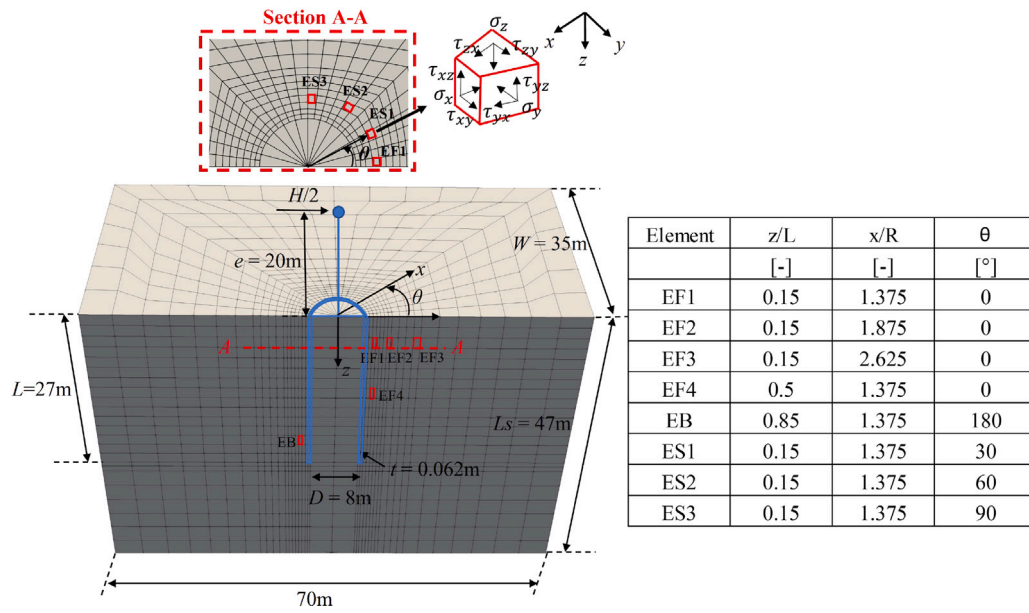 Section A-A
ES3
ES2
ES1
EF1
θ
σz
τzx
τzy
τxz
σx
τxy
τyx
τyz
σy
x
y
z
H/2
e = 20m
W = 35m
x
θ
A
A
EF1
EF2
EF3
z
EF4
L=27m
Ls = 47m
EB
t = 0.062m
D = 8m
70m
Element z/L x/R θ
[-] [-] [°]
EF1 0.15 1.375 0
EF2 0.15 1.875 0
EF3 0.15 2.625 0
EF4 0.5 1.375 0
EB 0.85 1.375 180
ES1 0.15 1.375 30
ES2 0.15 1.375 60
ES3 0.15 1.375 90